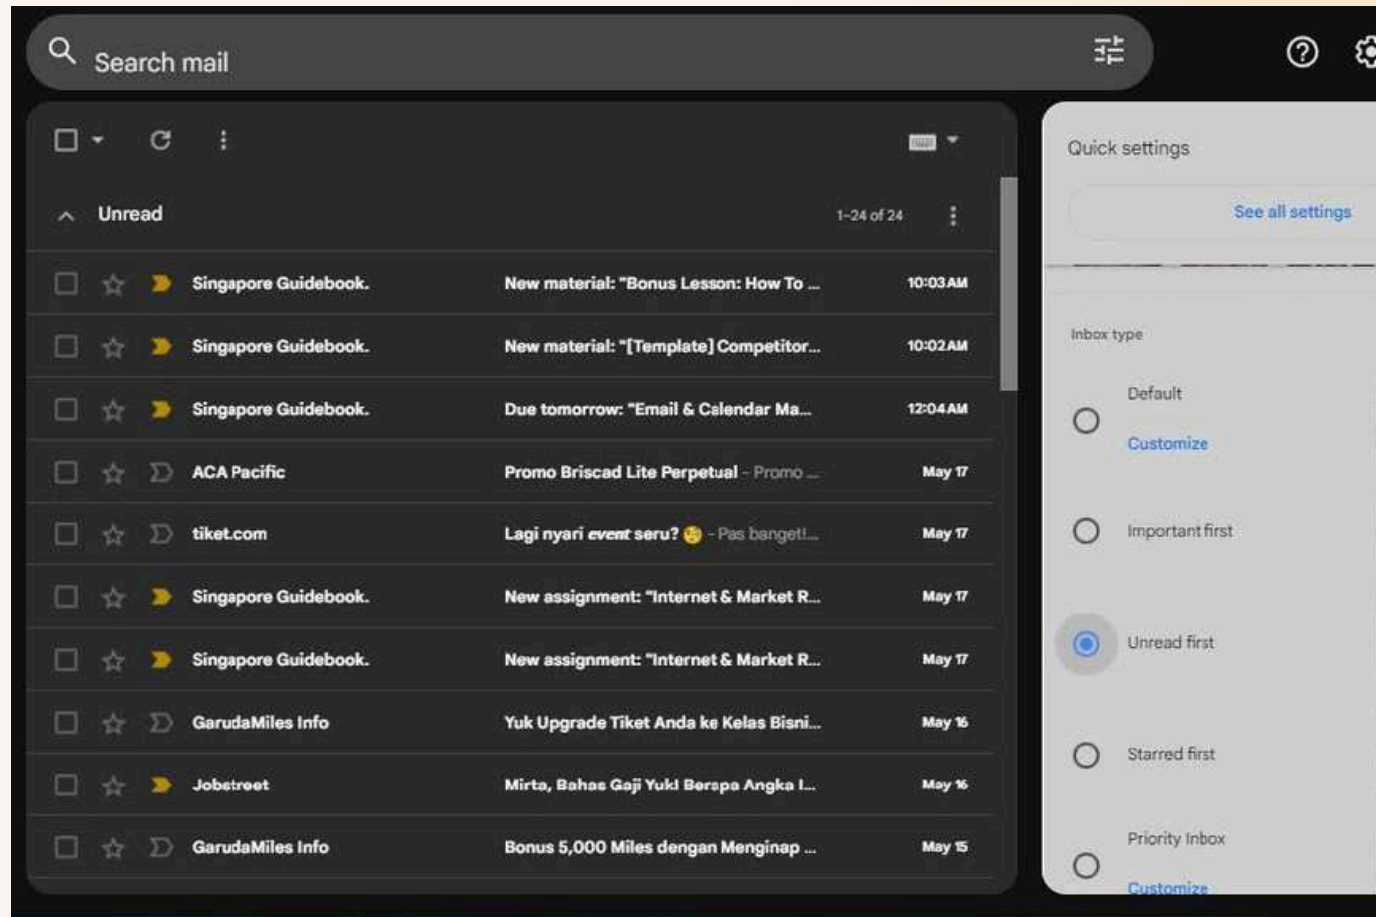 Search mail
Unread
1–24 of 24
Singapore Guidebook. New material: "Bonus Lesson: How To ... 10:03 AM
Singapore Guidebook. New material: "[Template] Competitor... 10:02 AM
Singapore Guidebook. Due tomorrow: "Email & Calendar Ma... 12:04 AM
ACA Pacific Promo Briscad Lite Perpetual - Promo ... May 17
tiket.com Lagi nyari event seru? 🧐 - Pas banget!... May 17
Singapore Guidebook. New assignment: "Internet & Market R... May 17
Singapore Guidebook. New assignment: "Internet & Market R... May 17
GarudaMiles Info Yuk Upgrade Tiket Anda ke Kelas Bisni... May 16
Jobstreet Mirta, Bahas Gaji Yuk! Berapa Angka I... May 16
GarudaMiles Info Bonus 5,000 Miles dengan Menginap ... May 15
Quick settings
See all settings
Inbox type
Default
Customize
Important first
Unread first
Starred first
Priority Inbox
Customize